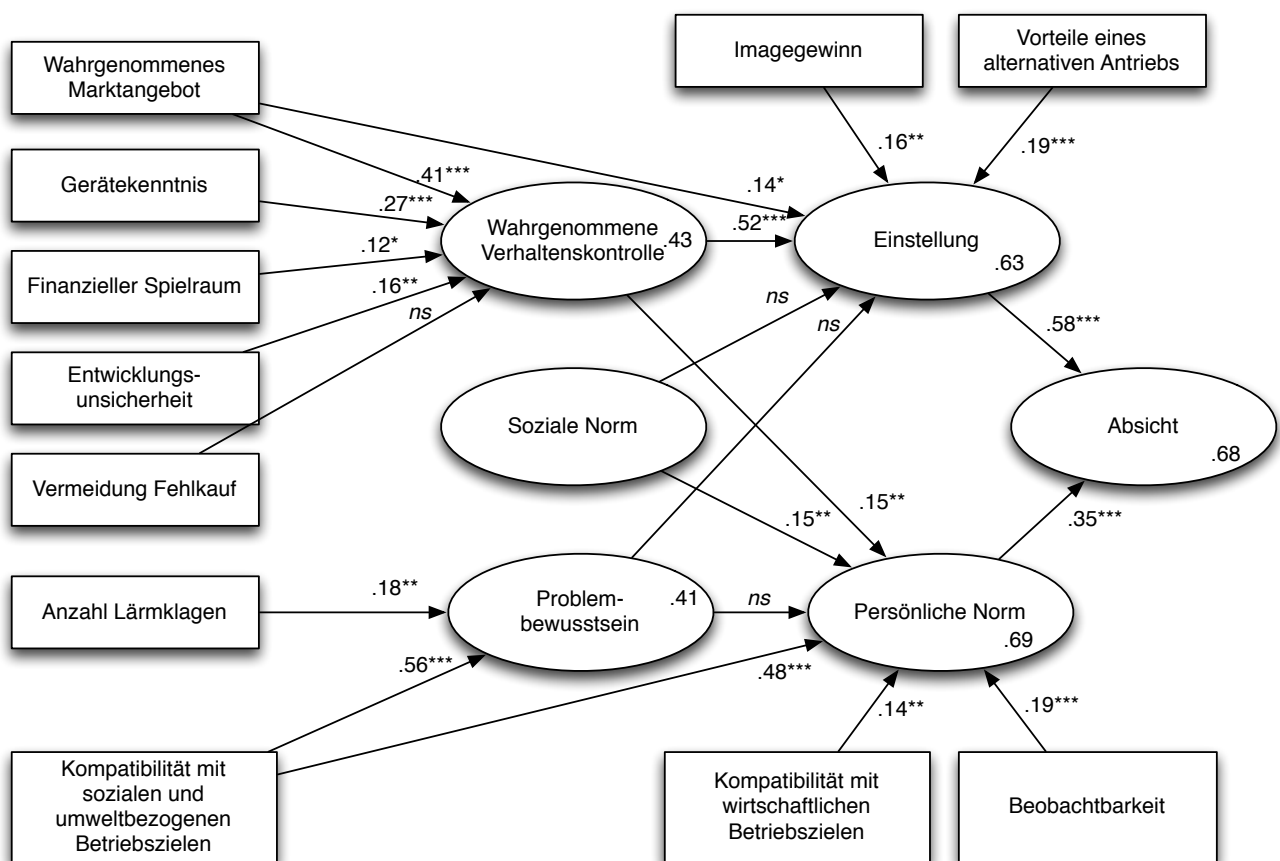 Imagegewinn
Vorteile eines
alternativen Antriebs
Wahrgenommenes
Marktangebot
.16**
.19***
.41***
.14*
Gerätekenntnis
.27***
Wahrgenommene
Verhaltenskontrolle
.43
.52***
Einstellung
.63
.12*
Finanzieller Spielraum
.16**
ns
ns
ns
.58***
Entwicklungs-
unsicherheit
Soziale Norm
Absicht
.68
Vermeidung Fehlkauf
.15**
.15**
.35***
Anzahl Lärmklagen
.18**
Problem-
bewusstsein
.41
ns
Persönliche Norm
.69
.56***
.48***
.14**
.19***
Kompatibilität mit
sozialen und
umweltbezogenen
Betriebszielen
Kompatibilität mit
wirtschaftlichen
Betriebszielen
Beobachtbarkeit